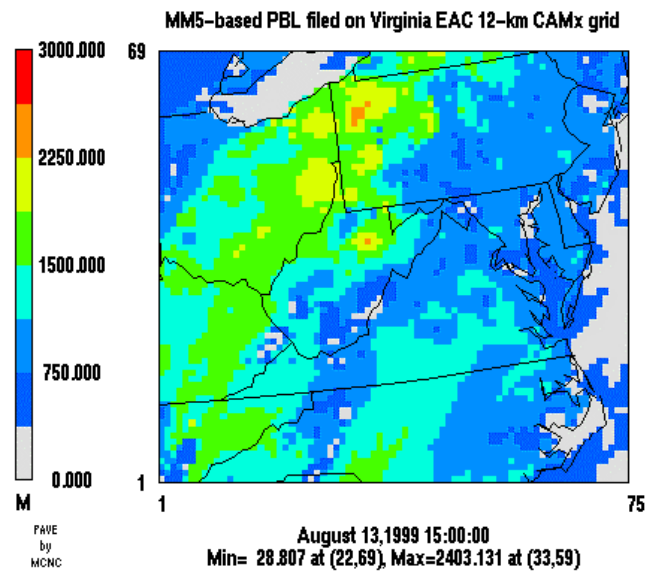 MM5-based PBL filed on Virginia EAC 12-km CAMx grid
3000.000
2250.000
1500.000
750.000
0.000
M
PAVE
by
MCNC
69
1
1
75
August 13,1999 15:00:00
Min= 28.807 at (22,69), Max=2403.131 at (33,59)